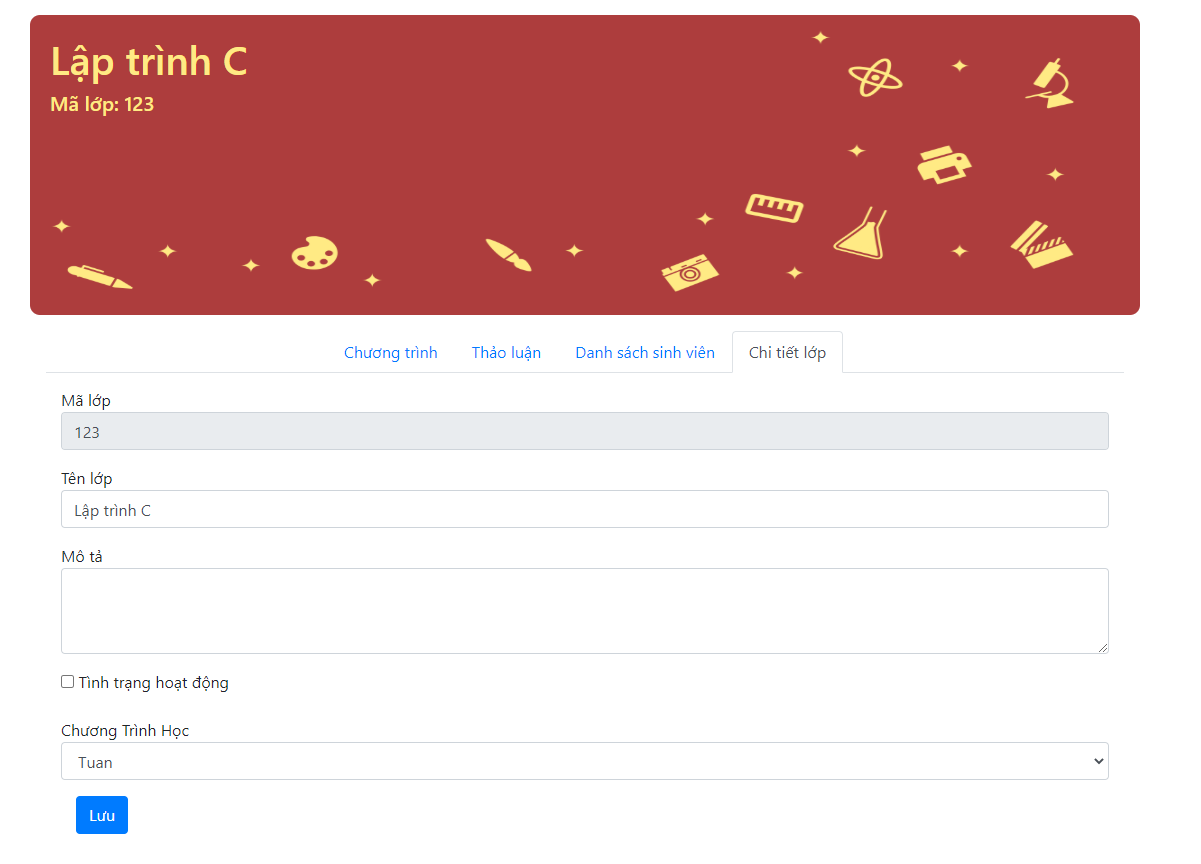 Lập trình C
Mã lớp: 123
Chương trình Thảo luận Danh sách sinh viên Chi tiết lớp
Mã lớp
123
Tên lớp
Lập trình C
Mô tả
Tình trạng hoạt động
Chương Trình Học
Tuan
Lưu